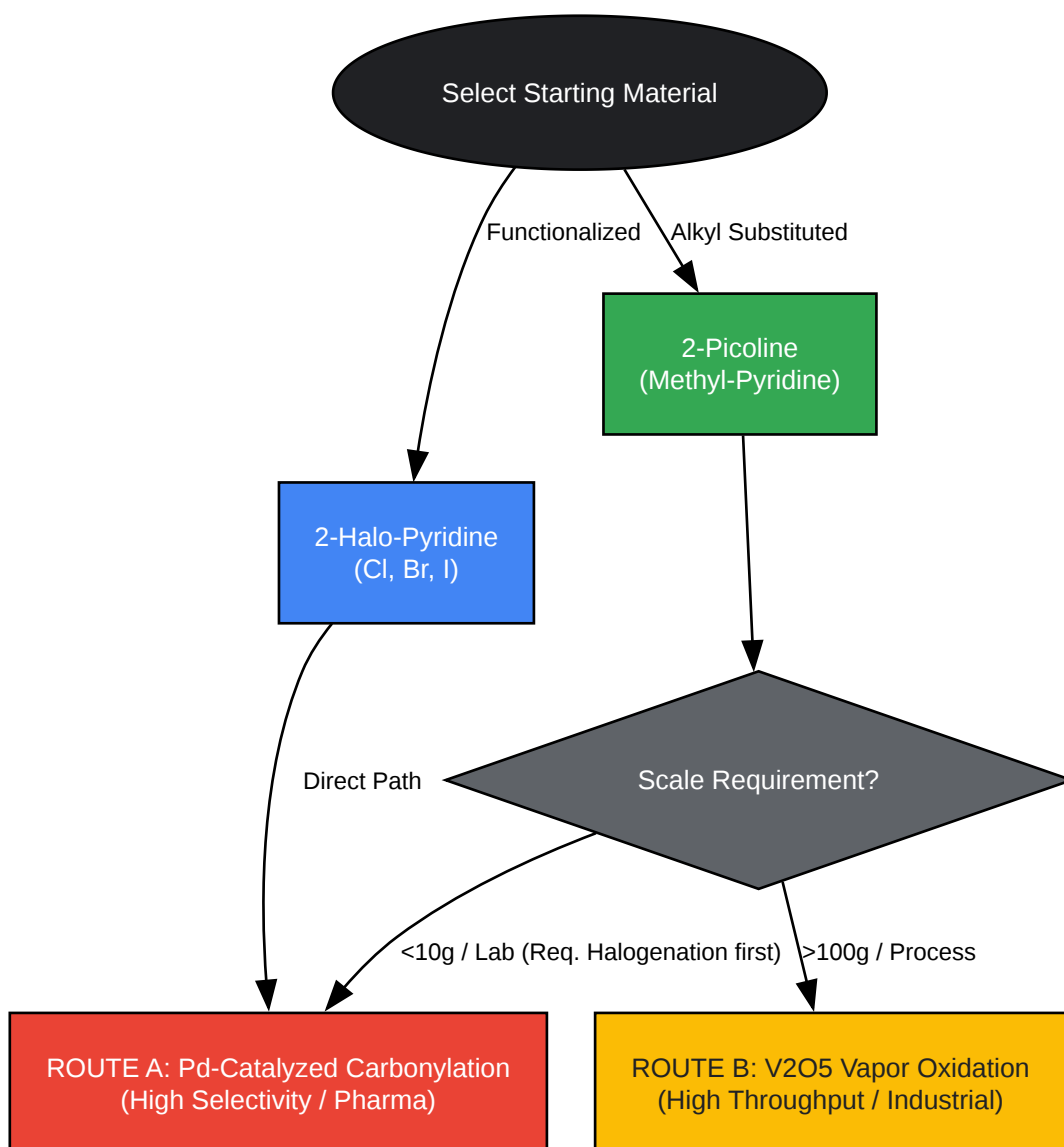 Select Starting Material
Functionalized
Alkyl Substituted
2-Picoline
(Methyl-Pyridine)
2-Halo-Pyridine
(Cl, Br, I)
Direct Path
Scale Requirement?
<10g / Lab (Req. Halogenation first)
>100g / Process
ROUTE A: Pd-Catalyzed Carbonylation
(High Selectivity / Pharma)
ROUTE B: V2O5 Vapor Oxidation
(High Throughput / Industrial)